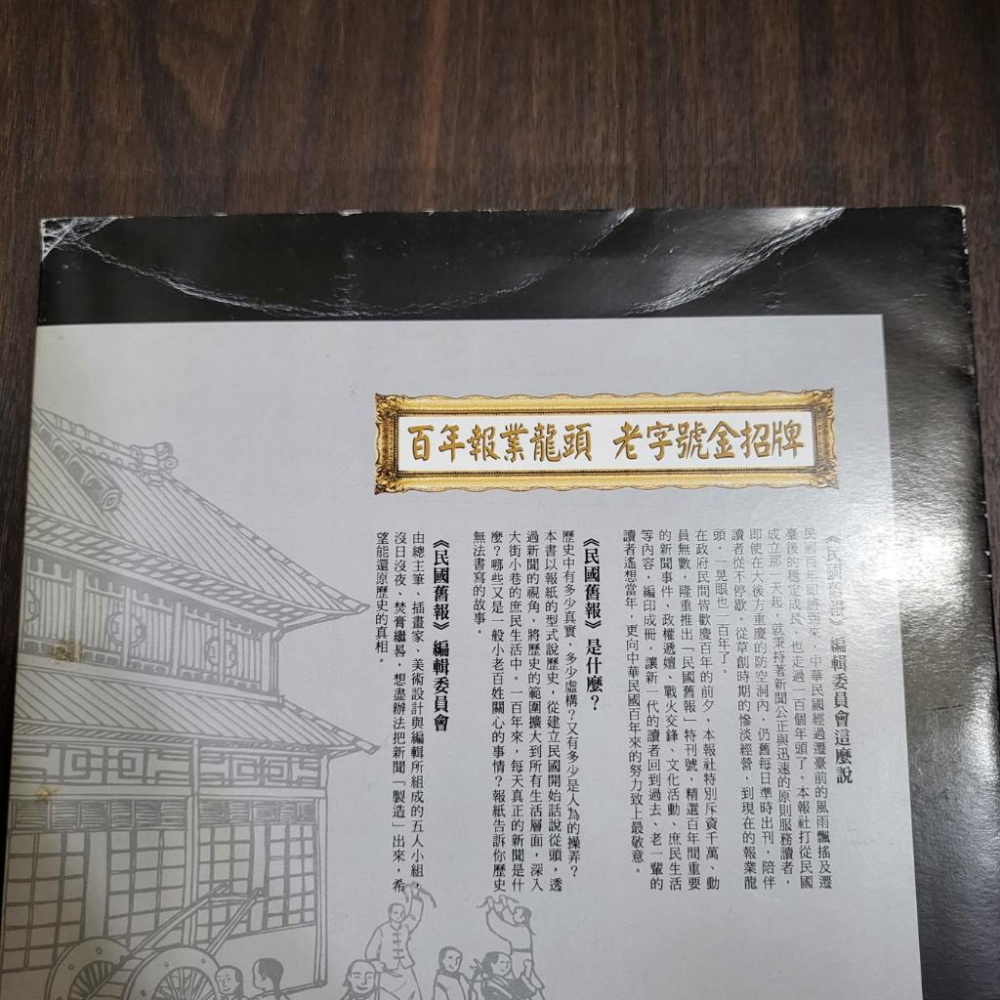 百年報業龍頭 老字號金招牌
《民國舊報》編輯委員會這麼說
民國百年 中華民國經過遷臺前的風雨飄搖及遷
臺後的穩定成長，也走過一百個年頭了。本報社打從民國
成立那一天起，就秉持著新聞公正與迅速的原則服務讀者，
即使在大後方重慶的防空洞內，仍舊每日準時出刊，陪伴
讀者從不停歇。從草創時期的慘淡經營，到現在的報業龍
頭，一晃眼也一百年了。
在政府民間皆歡慶百年的前夕，本報社特別斥資千萬、動
員無數，隆重推出「民國舊報」特刊號，精選百年間重要
的新聞事件、政權遞嬗、戰火交鋒、文化活動、庶民生活
等內容，編印成冊，讓新一代的讀者回到過去、老一輩的
讀者遙想當年，更向中華民國百年來的努力致上最敬意。
《民國舊報》是什麼？
歷史中有多少真實，多少虛構？又有多少是人為的操弄？
本書以報紙的型式說歷史，從建立民國開始話說從頭，透
過新聞的視角，將歷史的範圍擴大到所有生活層面，深入
大街小巷的庶民生活中。一百年來，每天真正的新聞是什
麼？哪些又是一般小老百姓關心的事情？報紙告訴你歷史
無法書寫的故事。
《民國舊報》編輯委員會
由總主筆、插畫家、美術設計與編輯所組成的五人小組，
沒日沒夜、焚膏繼晷，想盡辦法把新聞「製造」出來，希
望能還原歷史的真相。